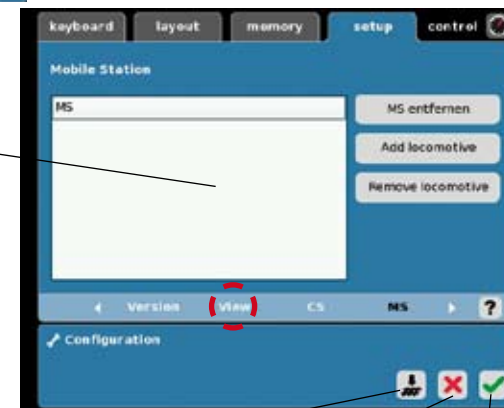 keyboard layout memory setup control
Mobile Station
MS
MS entfernen
Add locomotive
Remove locomotive
Version View CS MS ?
Configuration